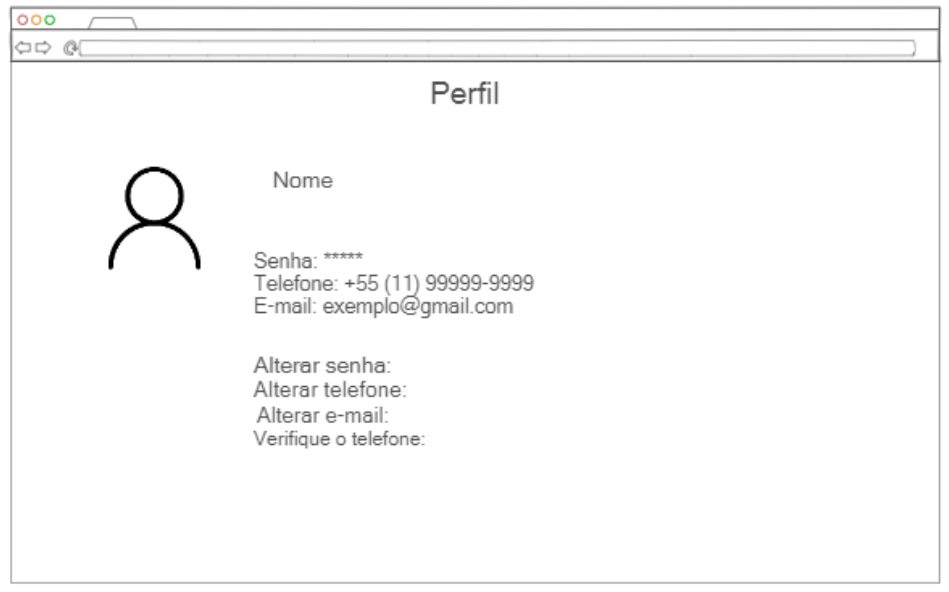 Perfil
Nome
Senha: *****
Telefone: +55 (11) 99999-9999
E-mail: exemplo@gmail.com
Alterar senha:
Alterar telefone:
Alterar e-mail:
Verifique o telefone: